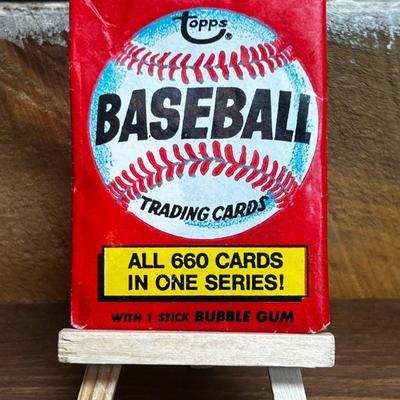 topps
®
BASEBALL
TRADING CARDS
ALL 660 CARDS
IN ONE SERIES!
WITH 1 STICK BUBBLE GUM